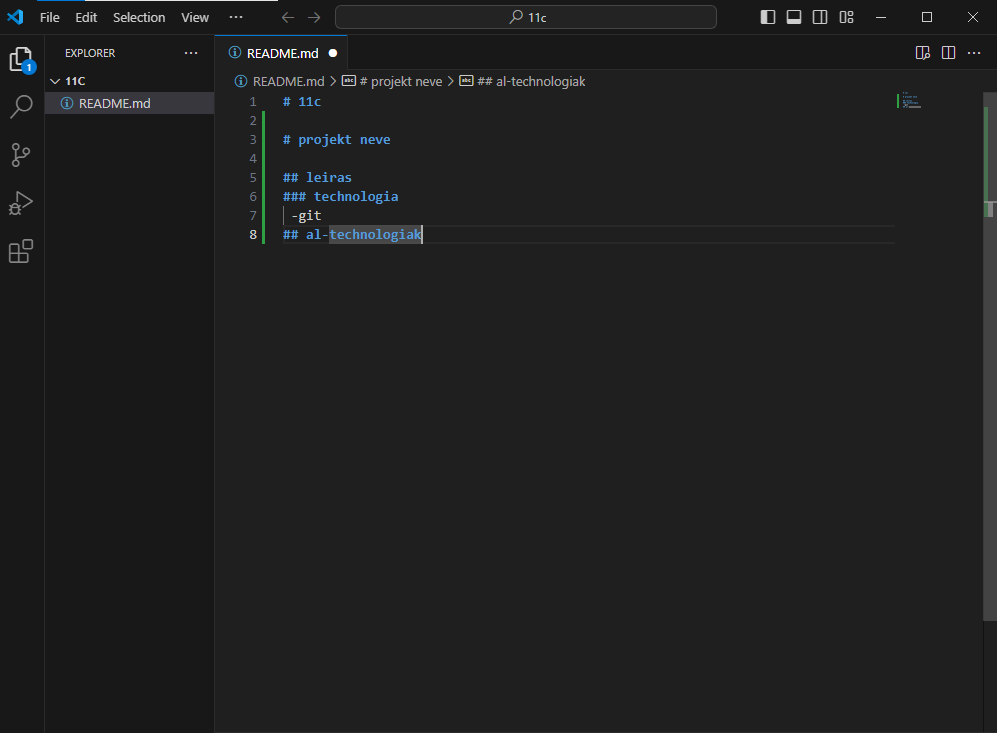 File Edit Selection View ··· 11c
EXPLORER ···
1
11C
README.md
README.md
README.md > # projekt neve > ## al-technologiak
1 # 11c
2
3 # projekt neve
4
5 ## leiras
6 ### technologia
7 -git
8 ## al-technologiak